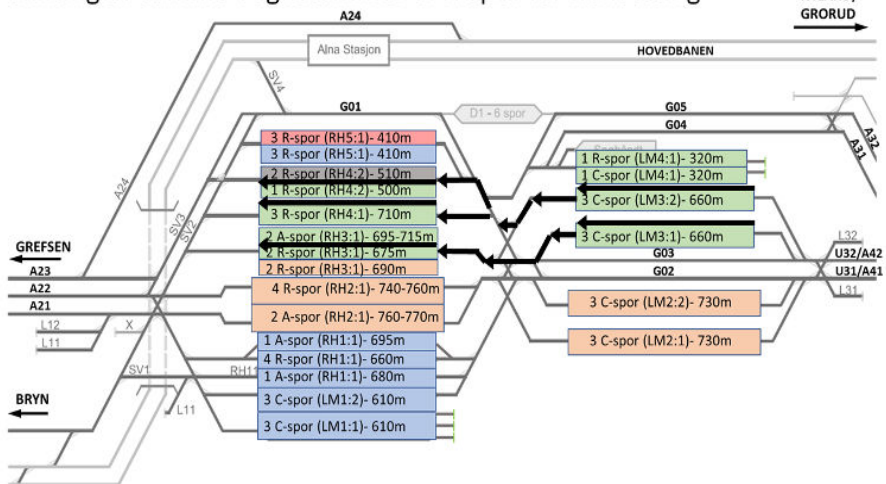 A24
GRORUD
Alna Stasjon
HOVEDBANEN
SV4
G01
D1 - 6 spor
G05
G04
A32
A31
3 R-spor (RH5:1)- 410m
3 R-spor (RH5:1)- 410m
2 R-spor (RH4:2)- 510m
1 R-spor (RH4:2)- 500m
3 R-spor (RH4:1)- 710m
2 A-spor (RH3:1)- 695-715m
2 R-spor (RH3:1)- 675m
2 R-spor (RH3:1)- 690m
4 R-spor (RH2:1)- 740-760m
2 A-spor (RH2:1)- 760-770m
1 A-spor (RH1:1)- 695m
4 R-spor (RH1:1)- 660m
1 A-spor (RH1:1)- 680m
3 C-spor (LM1:2)- 610m
3 C-spor (LM1:1)- 610m
1 R-spor (LM4:1)- 320m
1 C-spor (LM4:1)- 320m
3 C-spor (LM3:2)- 660m
3 C-spor (LM3:1)- 660m
G03
G02
3 C-spor (LM2:2)- 730m
3 C-spor (LM2:1)- 730m
L32
U32/A42
U31/A41
L31
A24
SV3
SV2
GREFSEN
A23
A22
A21
L12
X
L11
SV1
RH11
BRYN
L11